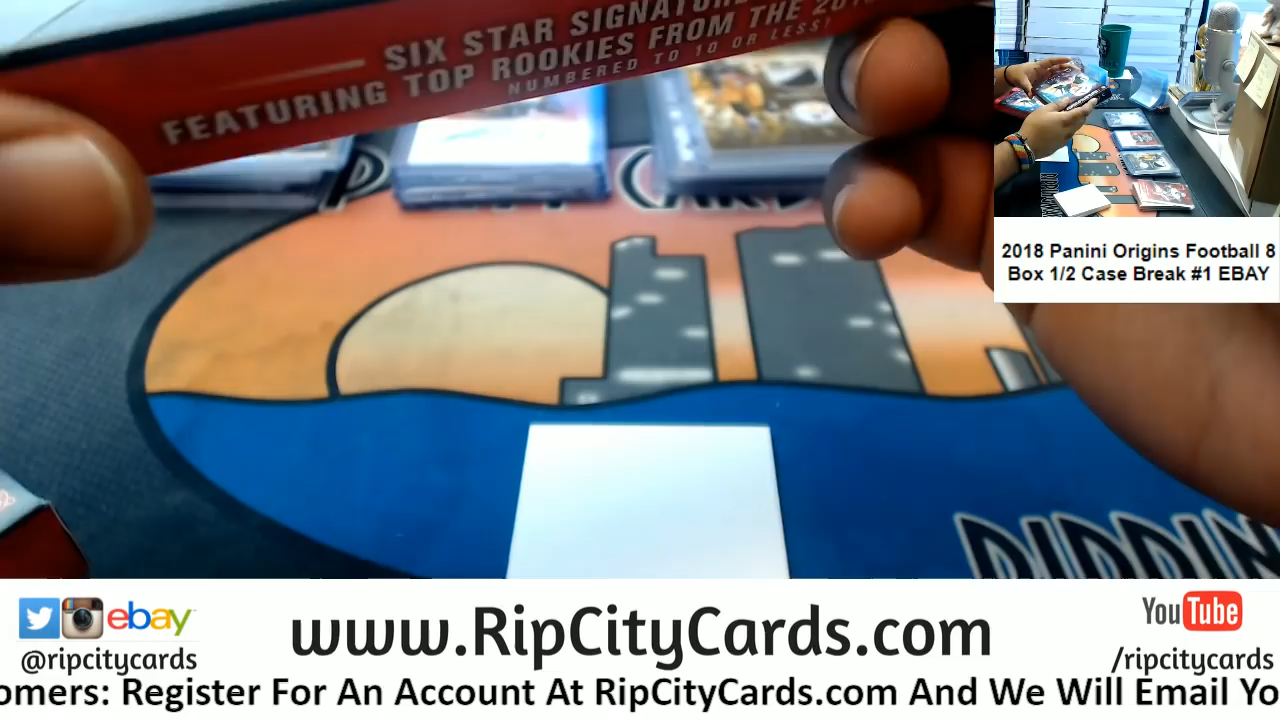 SIX STAR SIGNATURE
FEATURING TOP ROOKIES FROM THE
NUMBERED TO 10 OR LESS!
2018 Panini Origins Football 8
Box 1/2 Case Break #1 EBAY
ebay
@ripcitycards
www.RipCityCards.com
YouTube
/ripcitycards
omers: Register For An Account At RipCityCards.com And We Will Email Yo